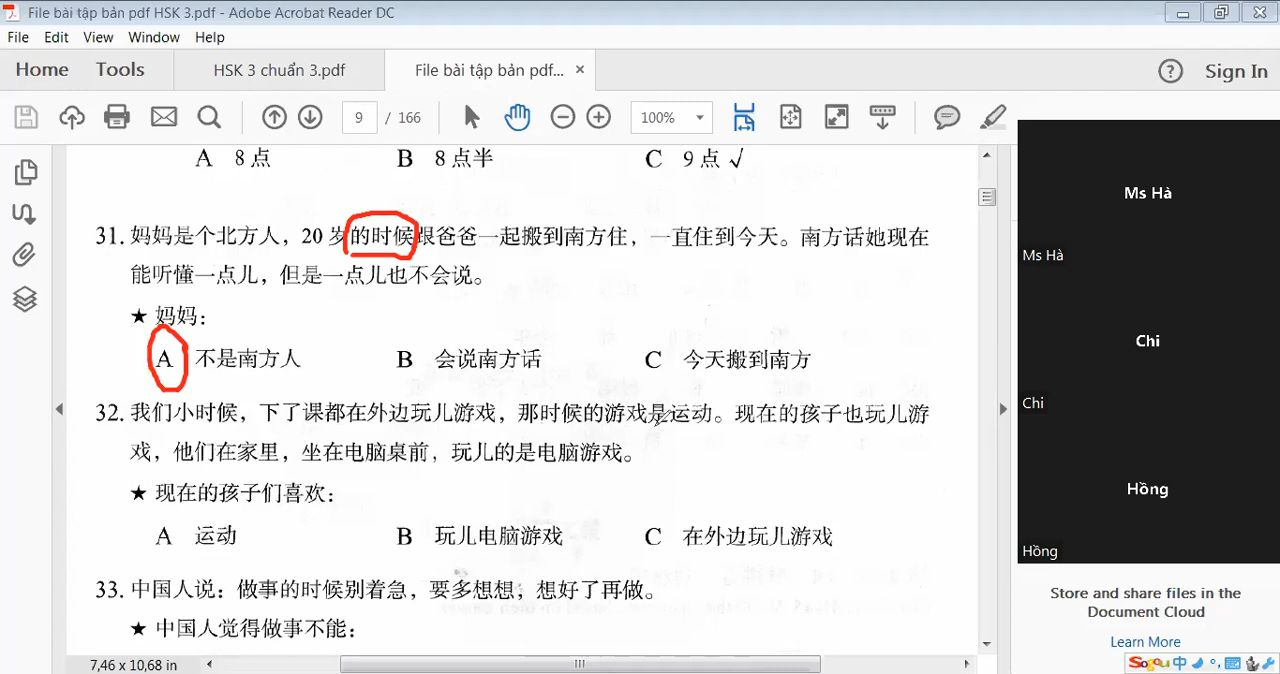 File bài tập bản pdf HSK 3.pdf - Adobe Acrobat Reader DC
File Edit View Window Help
Home Tools HSK 3 chuẩn 3.pdf File bài tập bản pdf... × Sign In
9 / 166 100%
A 8点 B 8点半 C 9点 √
31. 妈妈是个北方人，20岁的时候跟爸爸一起搬到南方住，一直住到今天。南方话她现在
能听懂一点儿，但是一点儿也不会说。
★ 妈妈：
A 不是南方人 B 会说南方话 C 今天搬到南方
32. 我们小时候，下了课都在外边玩儿游戏，那时候的游戏是运动。现在的孩子也玩儿游
戏，他们在家里，坐在电脑桌前，玩儿的是电脑游戏。
★ 现在的孩子们喜欢：
A 运动 B 玩儿电脑游戏 C 在外边玩儿游戏
33. 中国人说：做事的时候别着急，要多想想；想好了再做。
★ 中国人觉得做事不能：
7,46 x 10,68 in
Ms Hà
Ms Hà
Chi
Chi
Hồng
Hồng
Store and share files in the
Document Cloud
Learn More
Sogou 中